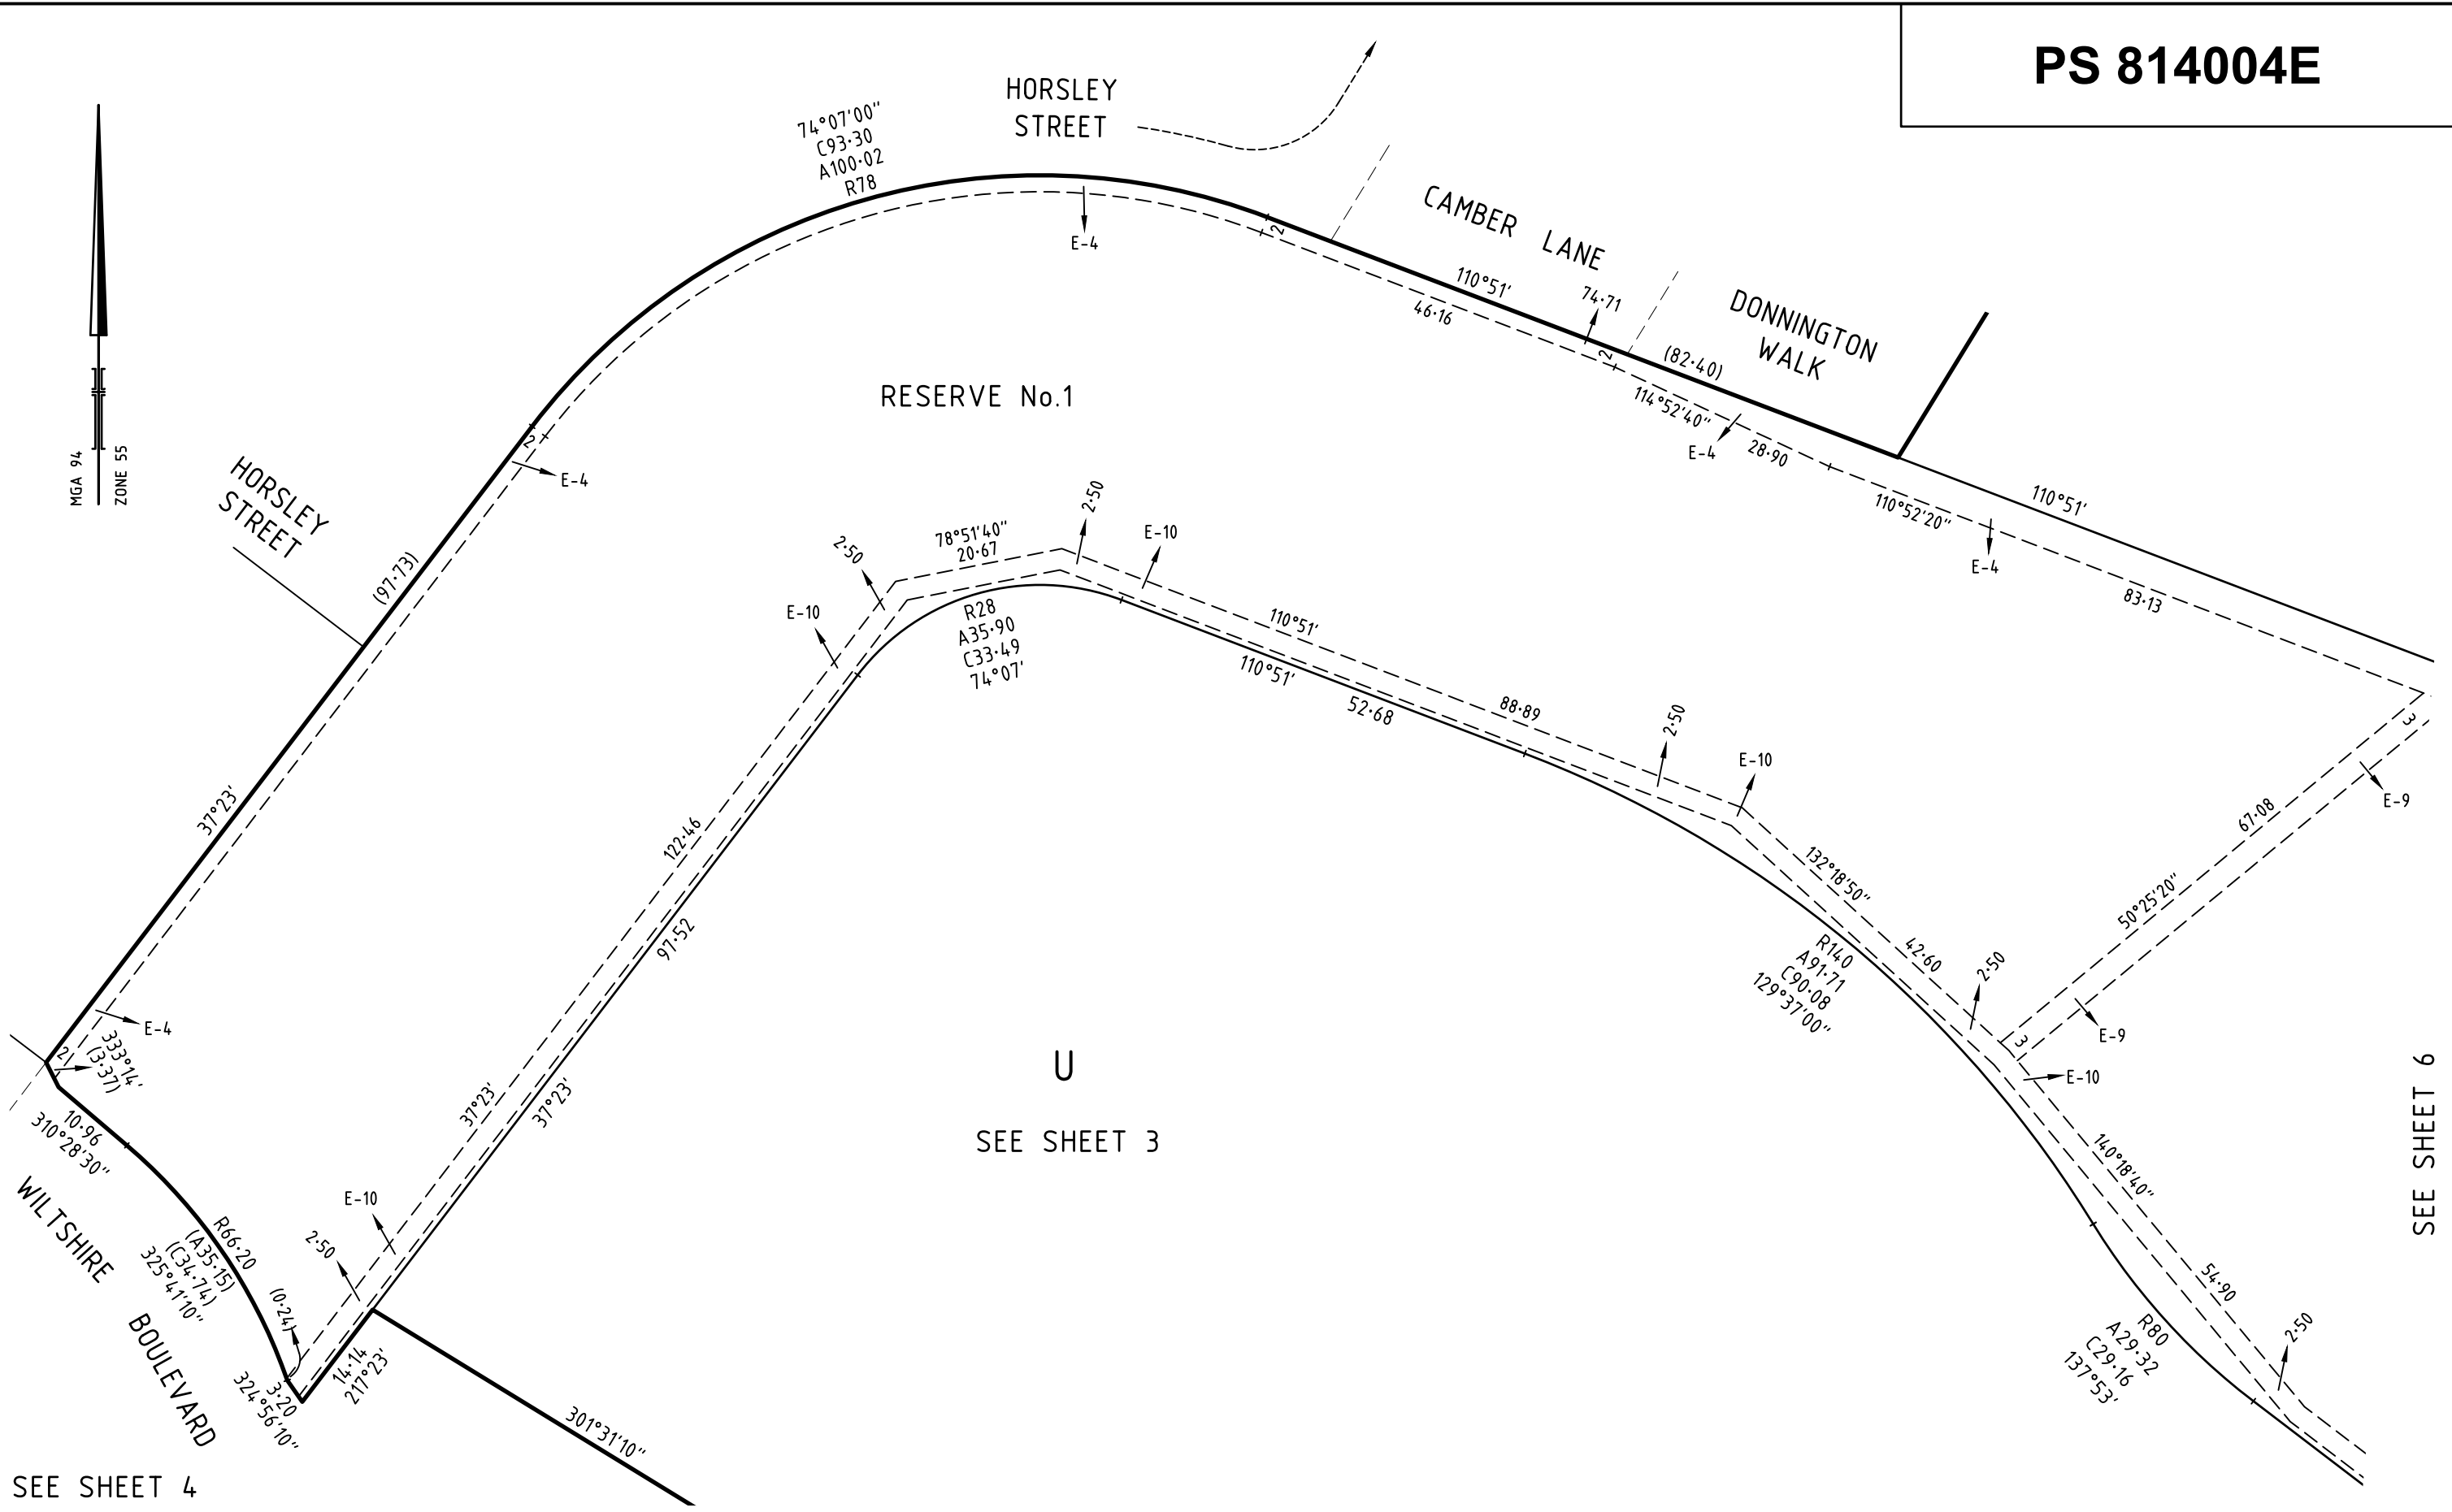 PS 814004E
HORSLEY
STREET
74°07'00"
C93·30
A100·02
R78
E-4
CAMBER LANE
2
110°51'
74·71
46·16
DONNINGTON
WALK
2
(82·40)
114°52'40"
E-4
28·90
110°51'
110°52'20"
E-4
83·13
MGA 94
ZONE 55
RESERVE No.1
2
E-4
HORSLEY
STREET
(97·73)
37°23'
2·50
78°51'40"
20·67
2·50
E-10
E-10
R28
A35·90
C33·49
74°07'
110°51'
110°51'
52·68
88·89
2·50
E-10
3
E-9
67·08
50°25'20"
132°18'50"
42·60
2·50
R140
A91·71
C90·08
129°37'00"
122·46
97·52
37°23'
37°23'
E-4
2
333°14'
(3·37)
10·96
310°28'30"
U
SEE SHEET 3
3
E-9
E-10
SEE SHEET 6
140°18'40"
54·90
2·50
R80
A29·32
C29·16
137°53'
WILTSHIRE BOULEVARD
R66·20
(A35·15)
(C34·74)
325°41'10"
E-10
2·50
(0·24)
3·20
324°56'10"
14·14
217°23'
301°31'10"
SEE SHEET 4